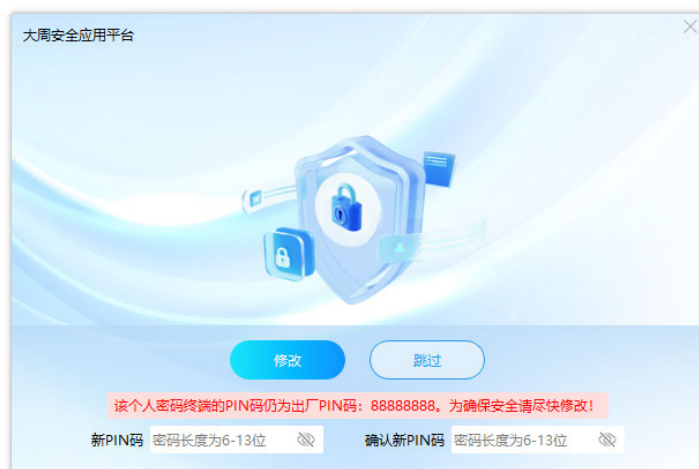 大周安全应用平台
修改 跳过
该个人密码终端的PIN码仍为出厂PIN码：88888888。为确保安全请尽快修改！
新PIN码 密码长度为6-13位 确认新PIN码 密码长度为6-13位